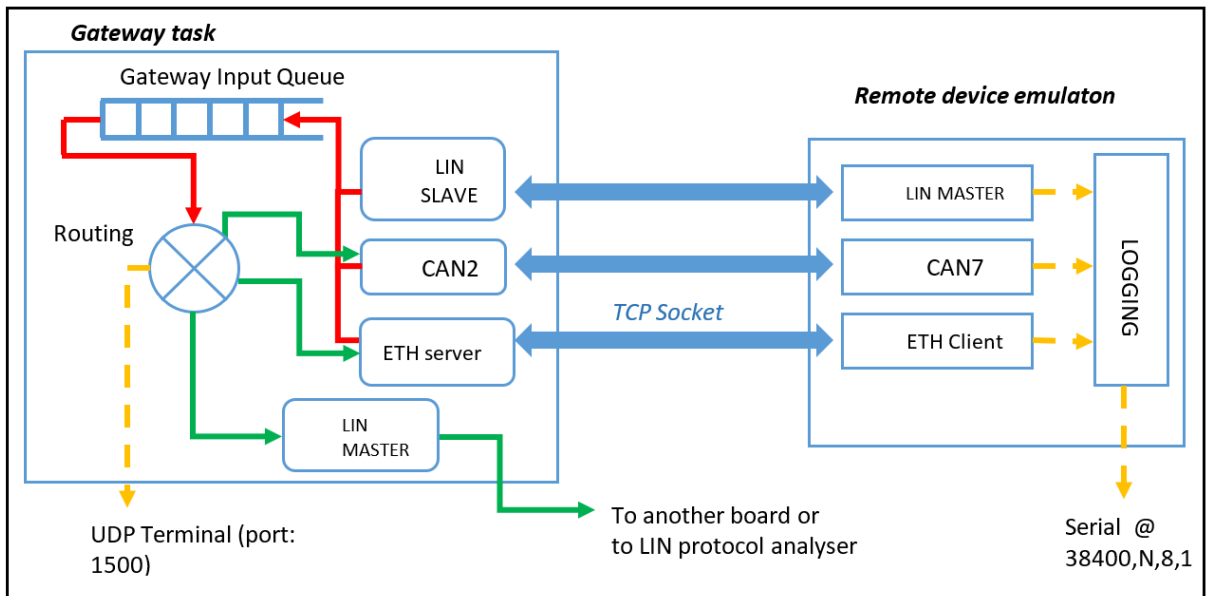 Gateway task
Gateway Input Queue
LIN
SLAVE
Routing
CAN2
ETH server
LIN
MASTER
TCP Socket
Remote device emulaton
LIN MASTER
CAN7
ETH Client
LOGGING
UDP Terminal (port:
1500)
To another board or
to LIN protocol analyser
Serial @
38400,N,8,1